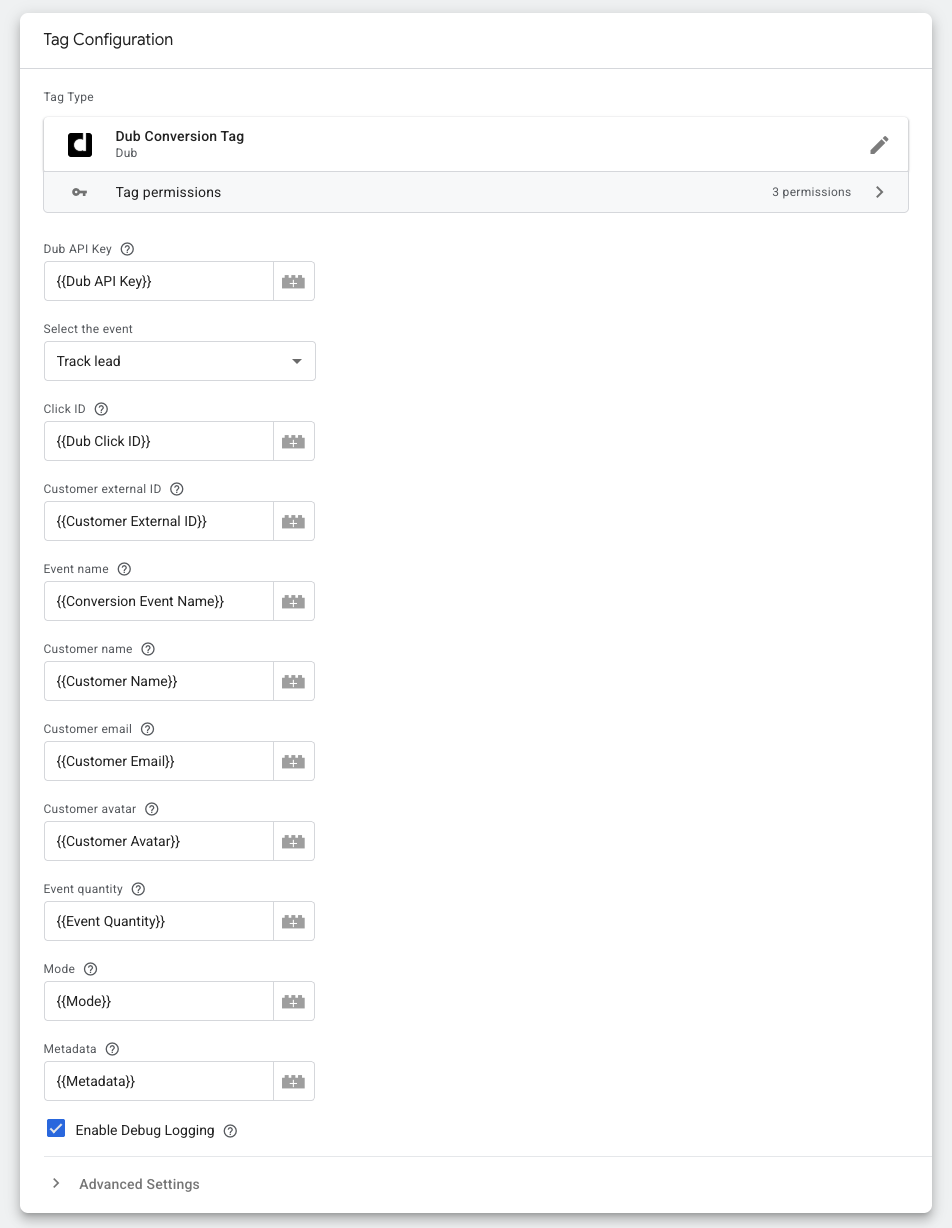 Tag Configuration
Tag Type
Dub Conversion Tag
Dub
Tag permissions 3 permissions
Dub API Key
{{Dub API Key}}
Select the event
Track lead
Click ID
{{Dub Click ID}}
Customer external ID
{{Customer External ID}}
Event name
{{Conversion Event Name}}
Customer name
{{Customer Name}}
Customer email
{{Customer Email}}
Customer avatar
{{Customer Avatar}}
Event quantity
{{Event Quantity}}
Mode
{{Mode}}
Metadata
{{Metadata}}
Enable Debug Logging
Advanced Settings